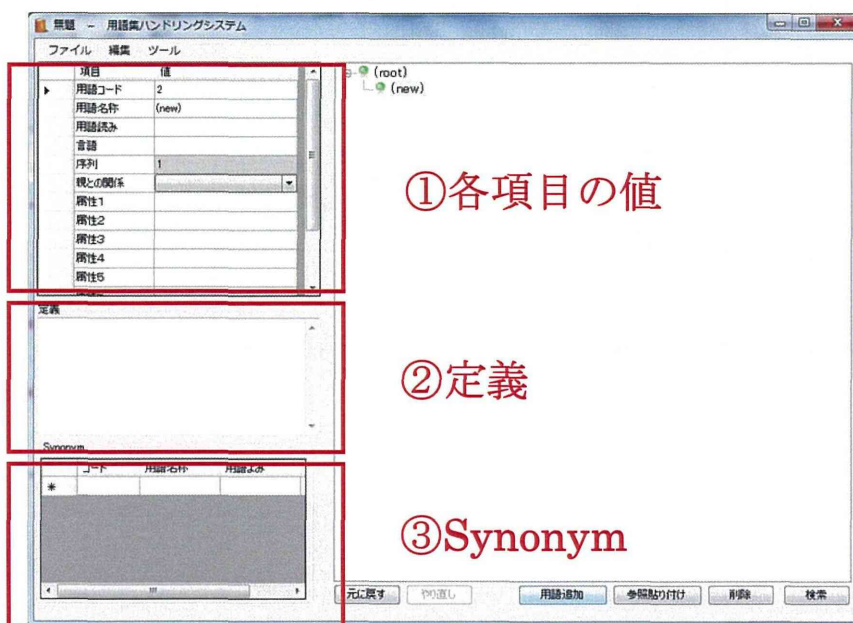 無題 - 用語集ハンドリングシステム
ファイル 編集 ツール
項目 値
用語コード 2
用語名称 (new)
用語読み
言語
序列 1
親との関係
属性1
属性2
属性3
属性4
属性5
定義
Synonym
コード 用語名称 用語よみ
(root)
(new)
①各項目の値
②定義
③Synonym
元に戻す やり直し 用語追加 参照貼り付け 削除 検索